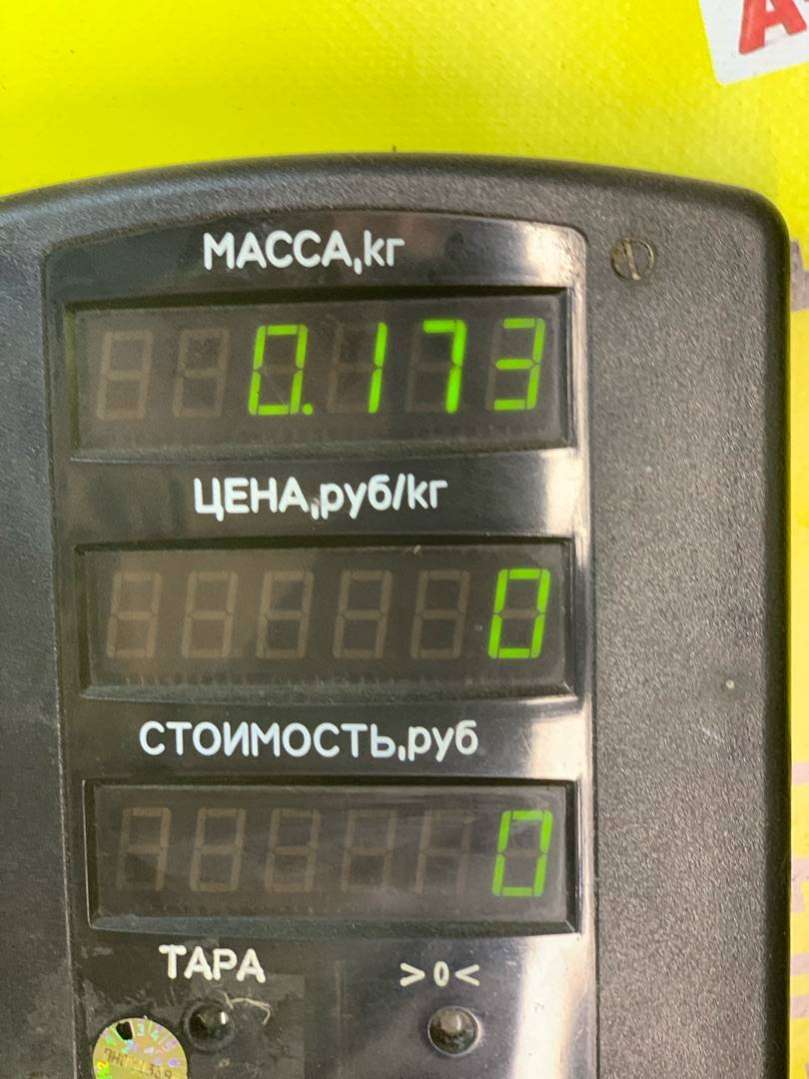 А
МАССА,кг
0.173
ЦЕНА,руб/кг
0
СТОИМОСТЬ,руб
0
ТАРА >0<